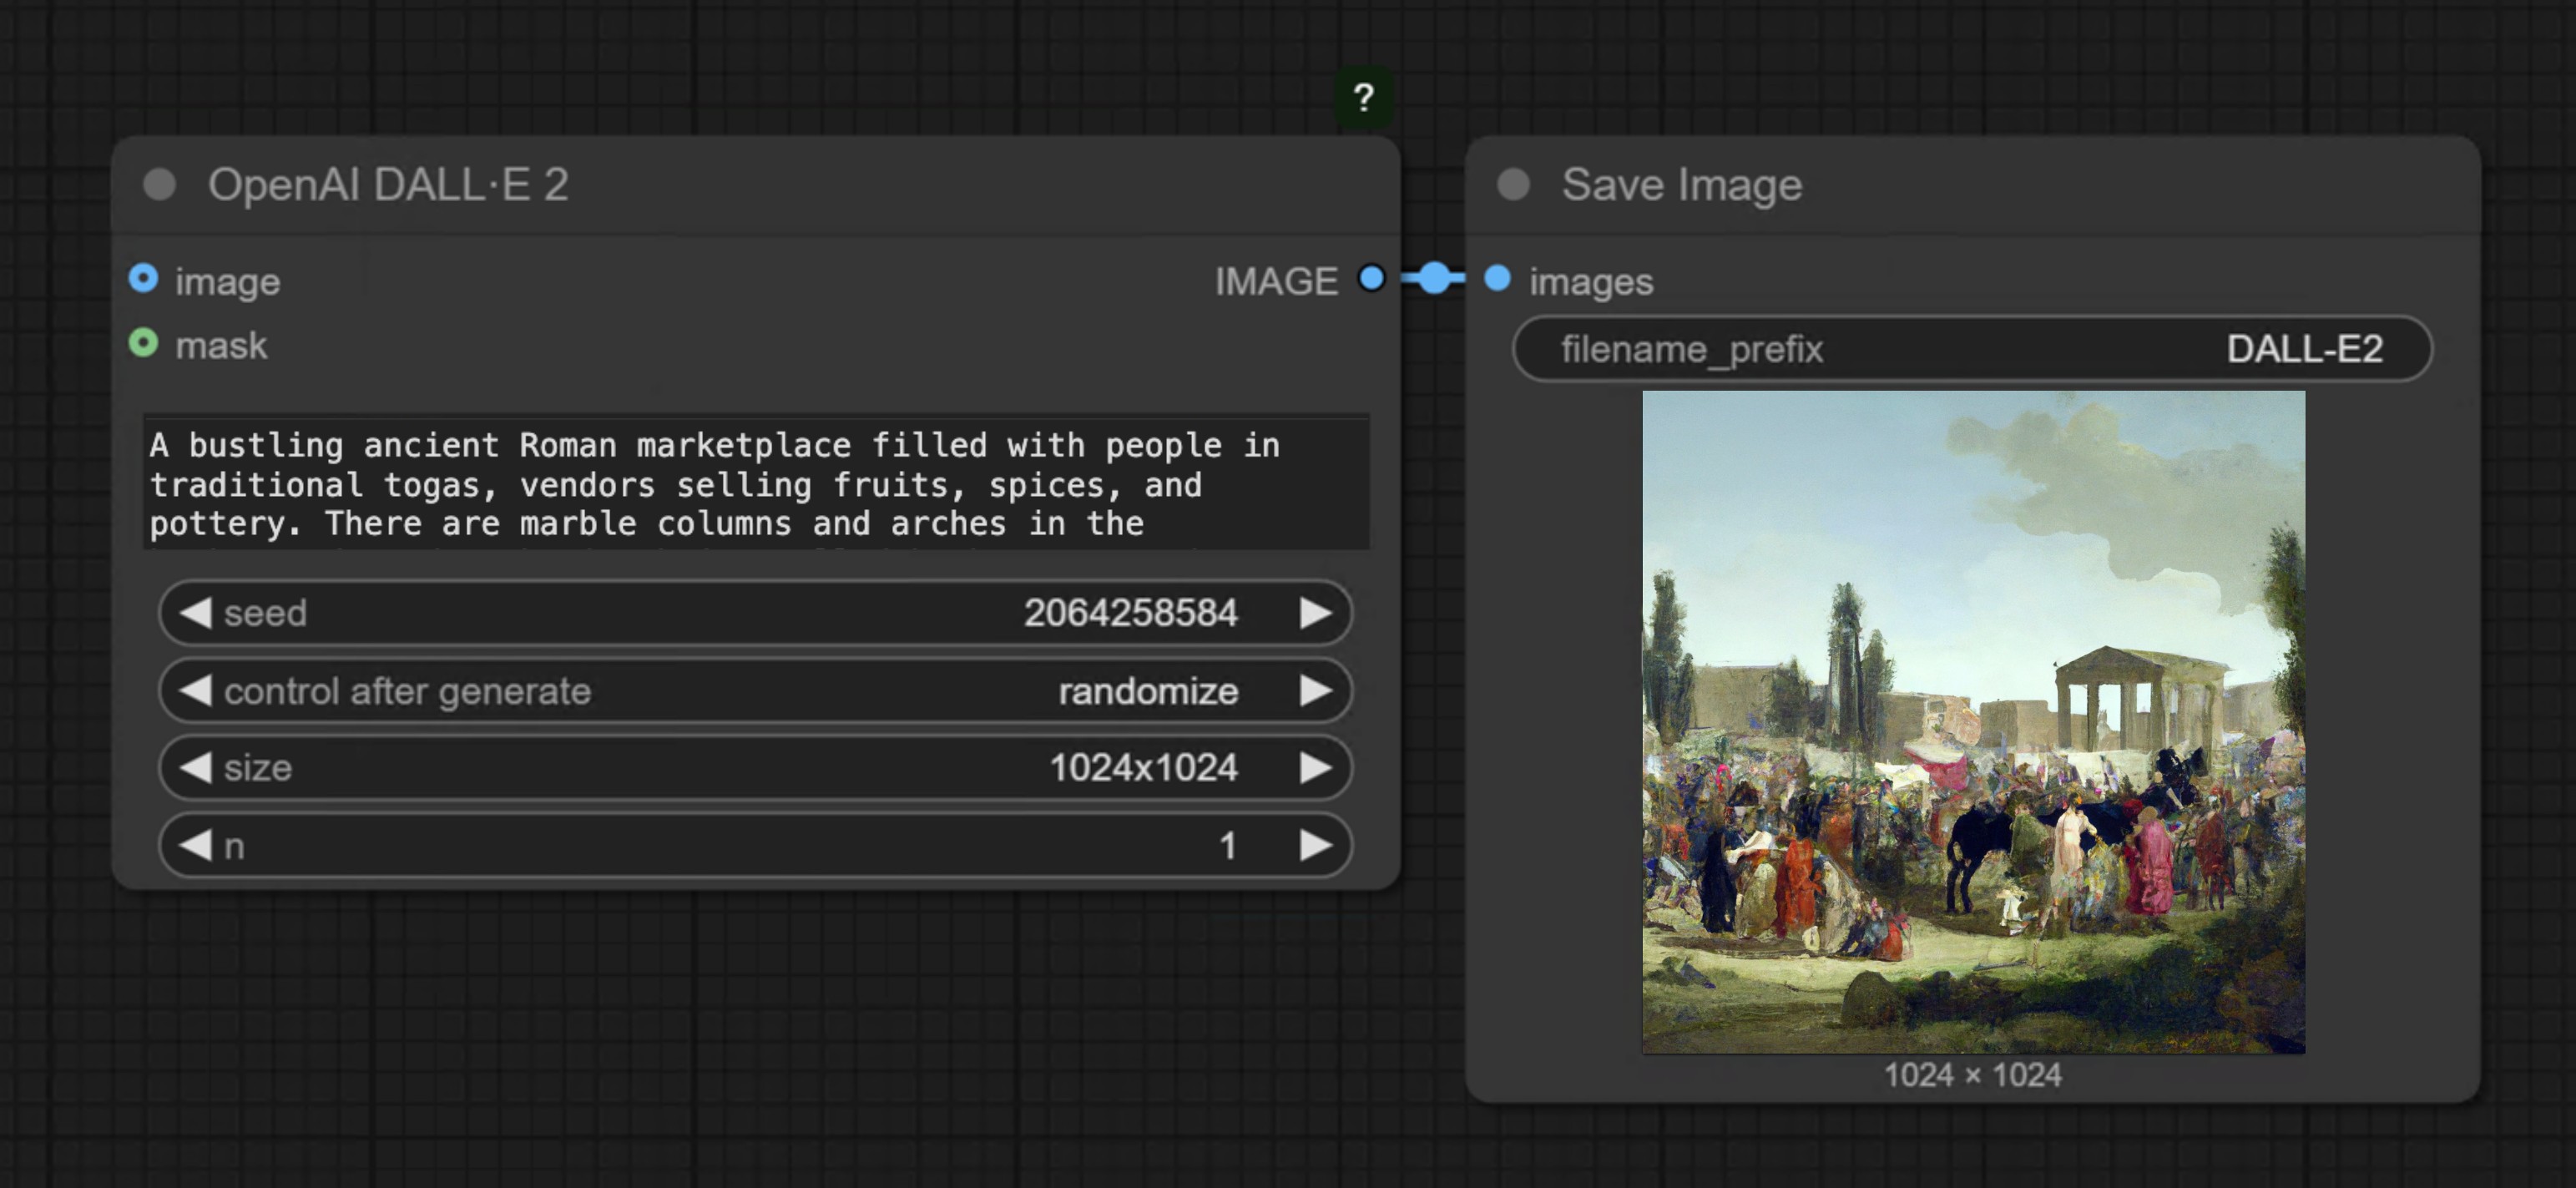 ?
OpenAI DALL·E 2
image
IMAGE
mask
A bustling ancient Roman marketplace filled with people in
traditional togas, vendors selling fruits, spices, and
pottery. There are marble columns and arches in the
seed 2064258584
control after generate randomize
size 1024x1024
n 1
Save Image
images
filename_prefix DALL-E2
1024 × 1024